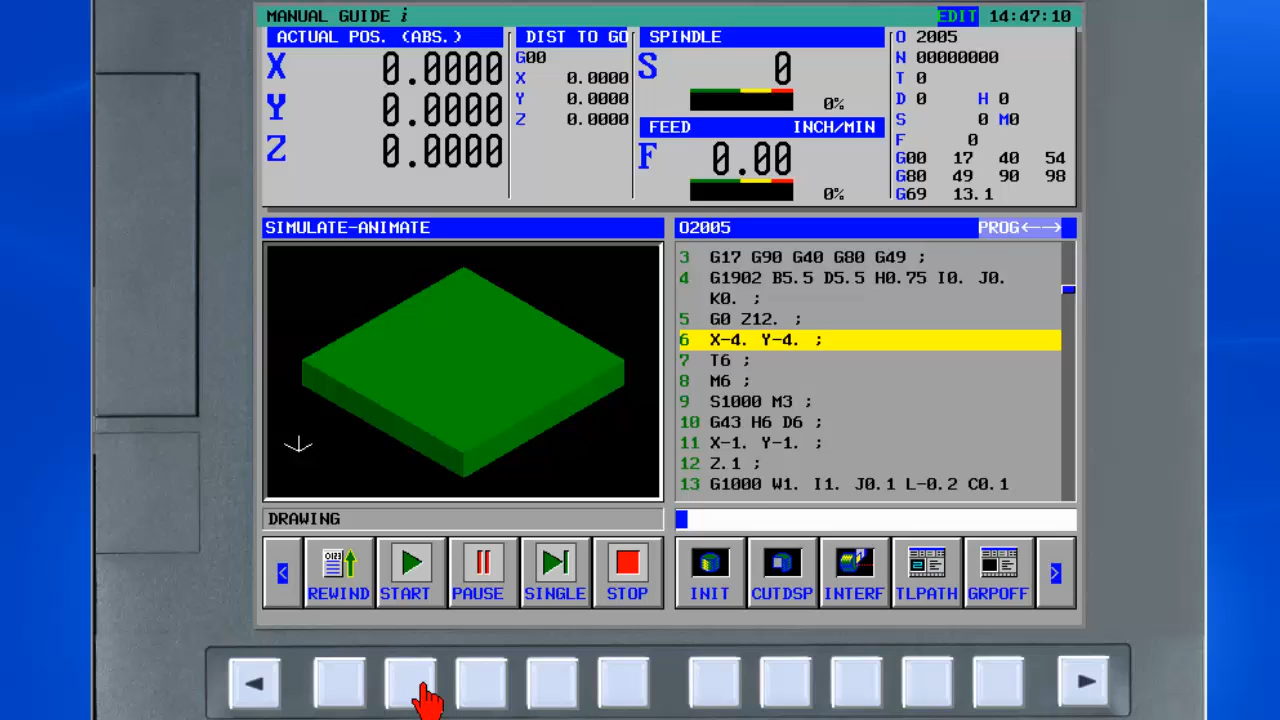 MANUAL GUIDE i EDIT 14:47:10
ACTUAL POS. (ABS.)
X 0.0000
Y 0.0000
Z 0.0000
DIST TO GO
G00
X 0.0000
Y 0.0000
Z 0.0000
SPINDLE
S 0
0%
FEED INCH/MIN
F 0.00
0%
O 2005
N 00000000
T 0
D 0 H 0
S 0 M0
F 0
G00 17 40 54
G80 49 90 98
G69 13.1
SIMULATE-ANIMATE
DRAWING
O2005 PROG←→
3 G17 G90 G40 G80 G49 ;
4 G1902 B5.5 D5.5 H0.75 I0. J0.
K0. ;
5 G0 Z12. ;
6 X-4. Y-4. ;
7 T6 ;
8 M6 ;
9 S1000 M3 ;
10 G43 H6 D6 ;
11 X-1. Y-1. ;
12 Z.1 ;
13 G1000 W1. I1. J0.1 L-0.2 C0.1
< O123 REWIND START PAUSE SINGLE STOP INIT CUTDSP INTERF TLPATH GRPOFF >